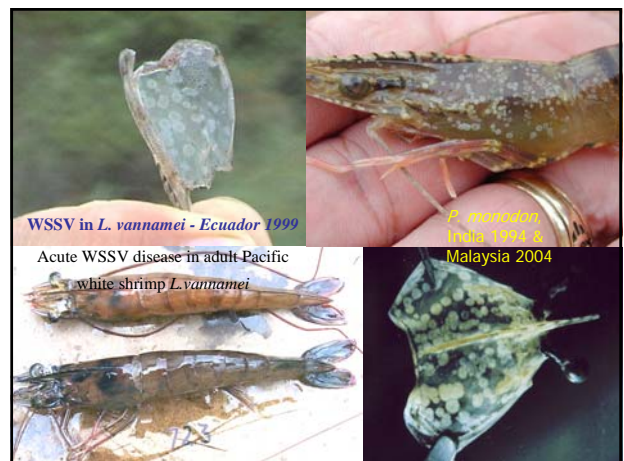 WSSV in L. vannamei - Ecuador 1999
P. monodon,
India 1994 &
Malaysia 2004
Acute WSSV disease in adult Pacific
white shrimp L.vannamei
723